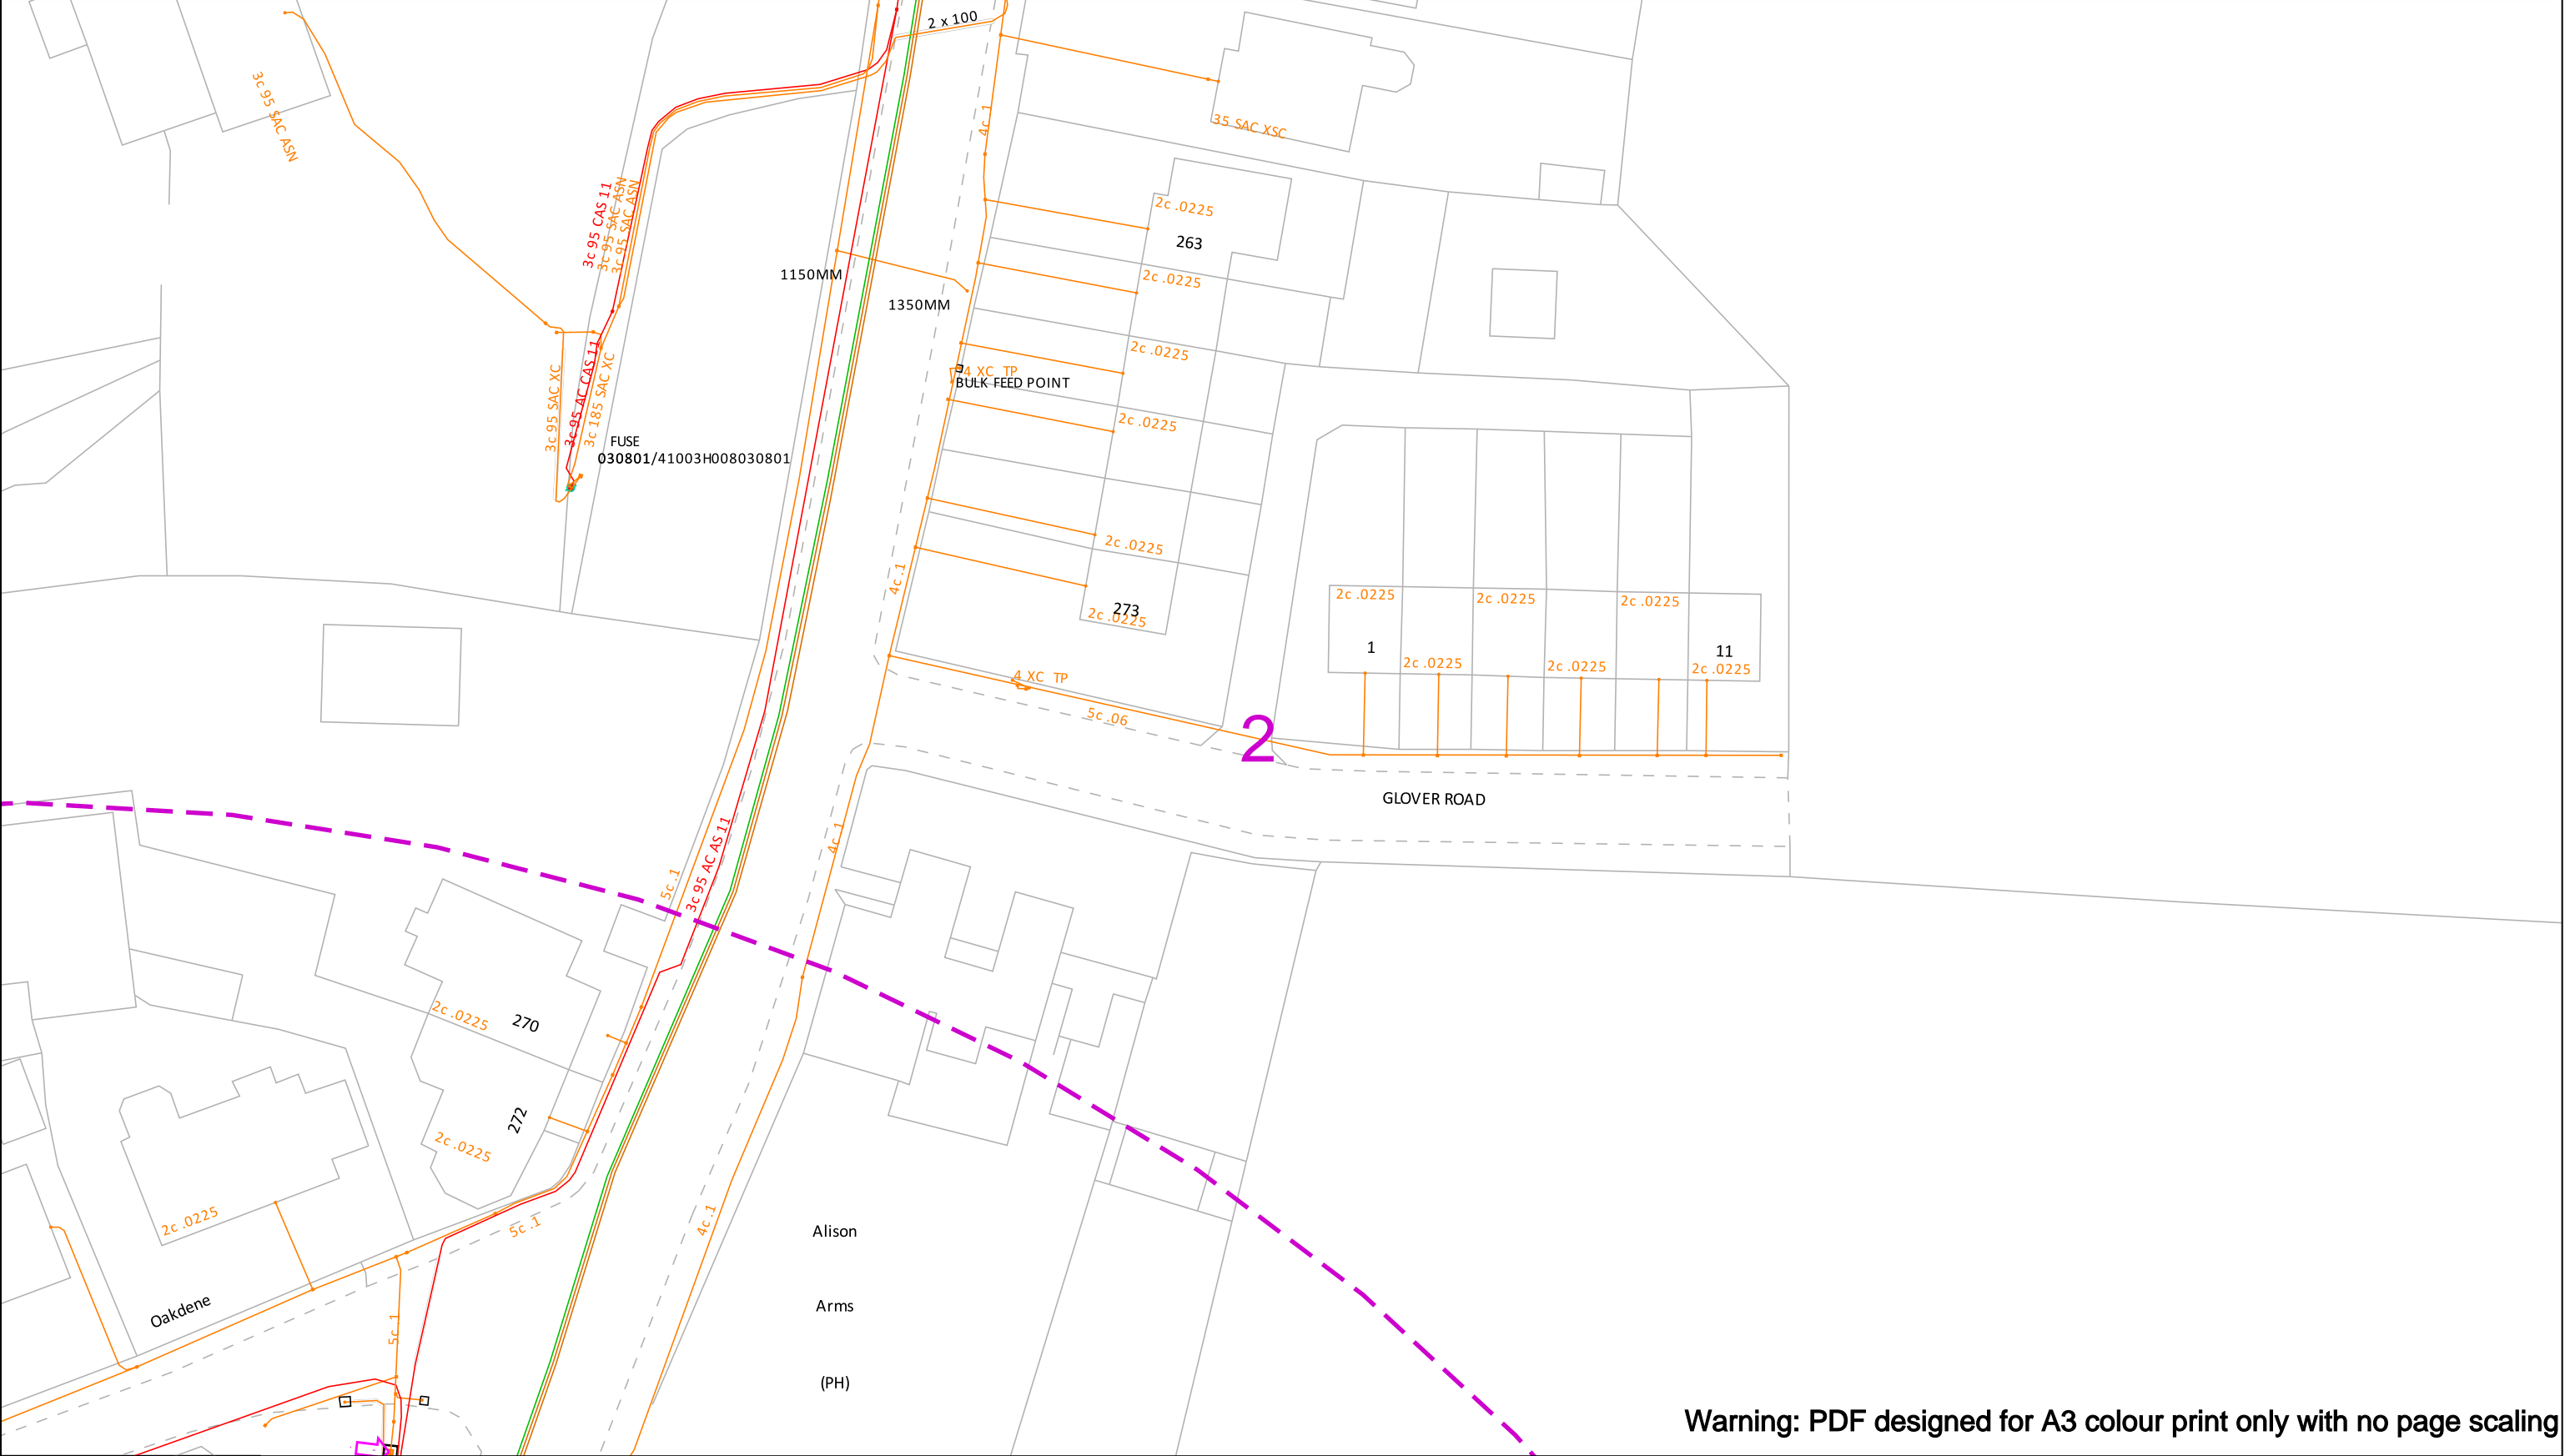 2 x 100
3c 95 SAC ASN
4c .1
35 SAC XSC
3c 95 CAS 11
3c 95 SAC ASN
3c 95 SAC ASN
2c .0225
263
1150MM
2c .0225
1350MM
2c .0225
4 XC TP
BULK FEED POINT
3c 95 SAC XC
3c 95 AC CAS 11
3c 185 SAC XC
2c .0225
FUSE
030801/41003H008030801
2c .0225
4c .1
273
2c .0225
2c .0225
2c .0225
2c .0225
1
11
2c .0225
2c .0225
2c .0225
4 XC TP
5c .06
2
GLOVER ROAD
4c .1
3c 95 AC AS 11
5c .1
2c .0225
270
272
2c .0225
2c .0225
5c .1
4c .1
Alison
Arms
(PH)
Oakdene
5c .1
Warning: PDF designed for A3 colour print only with no page scaling